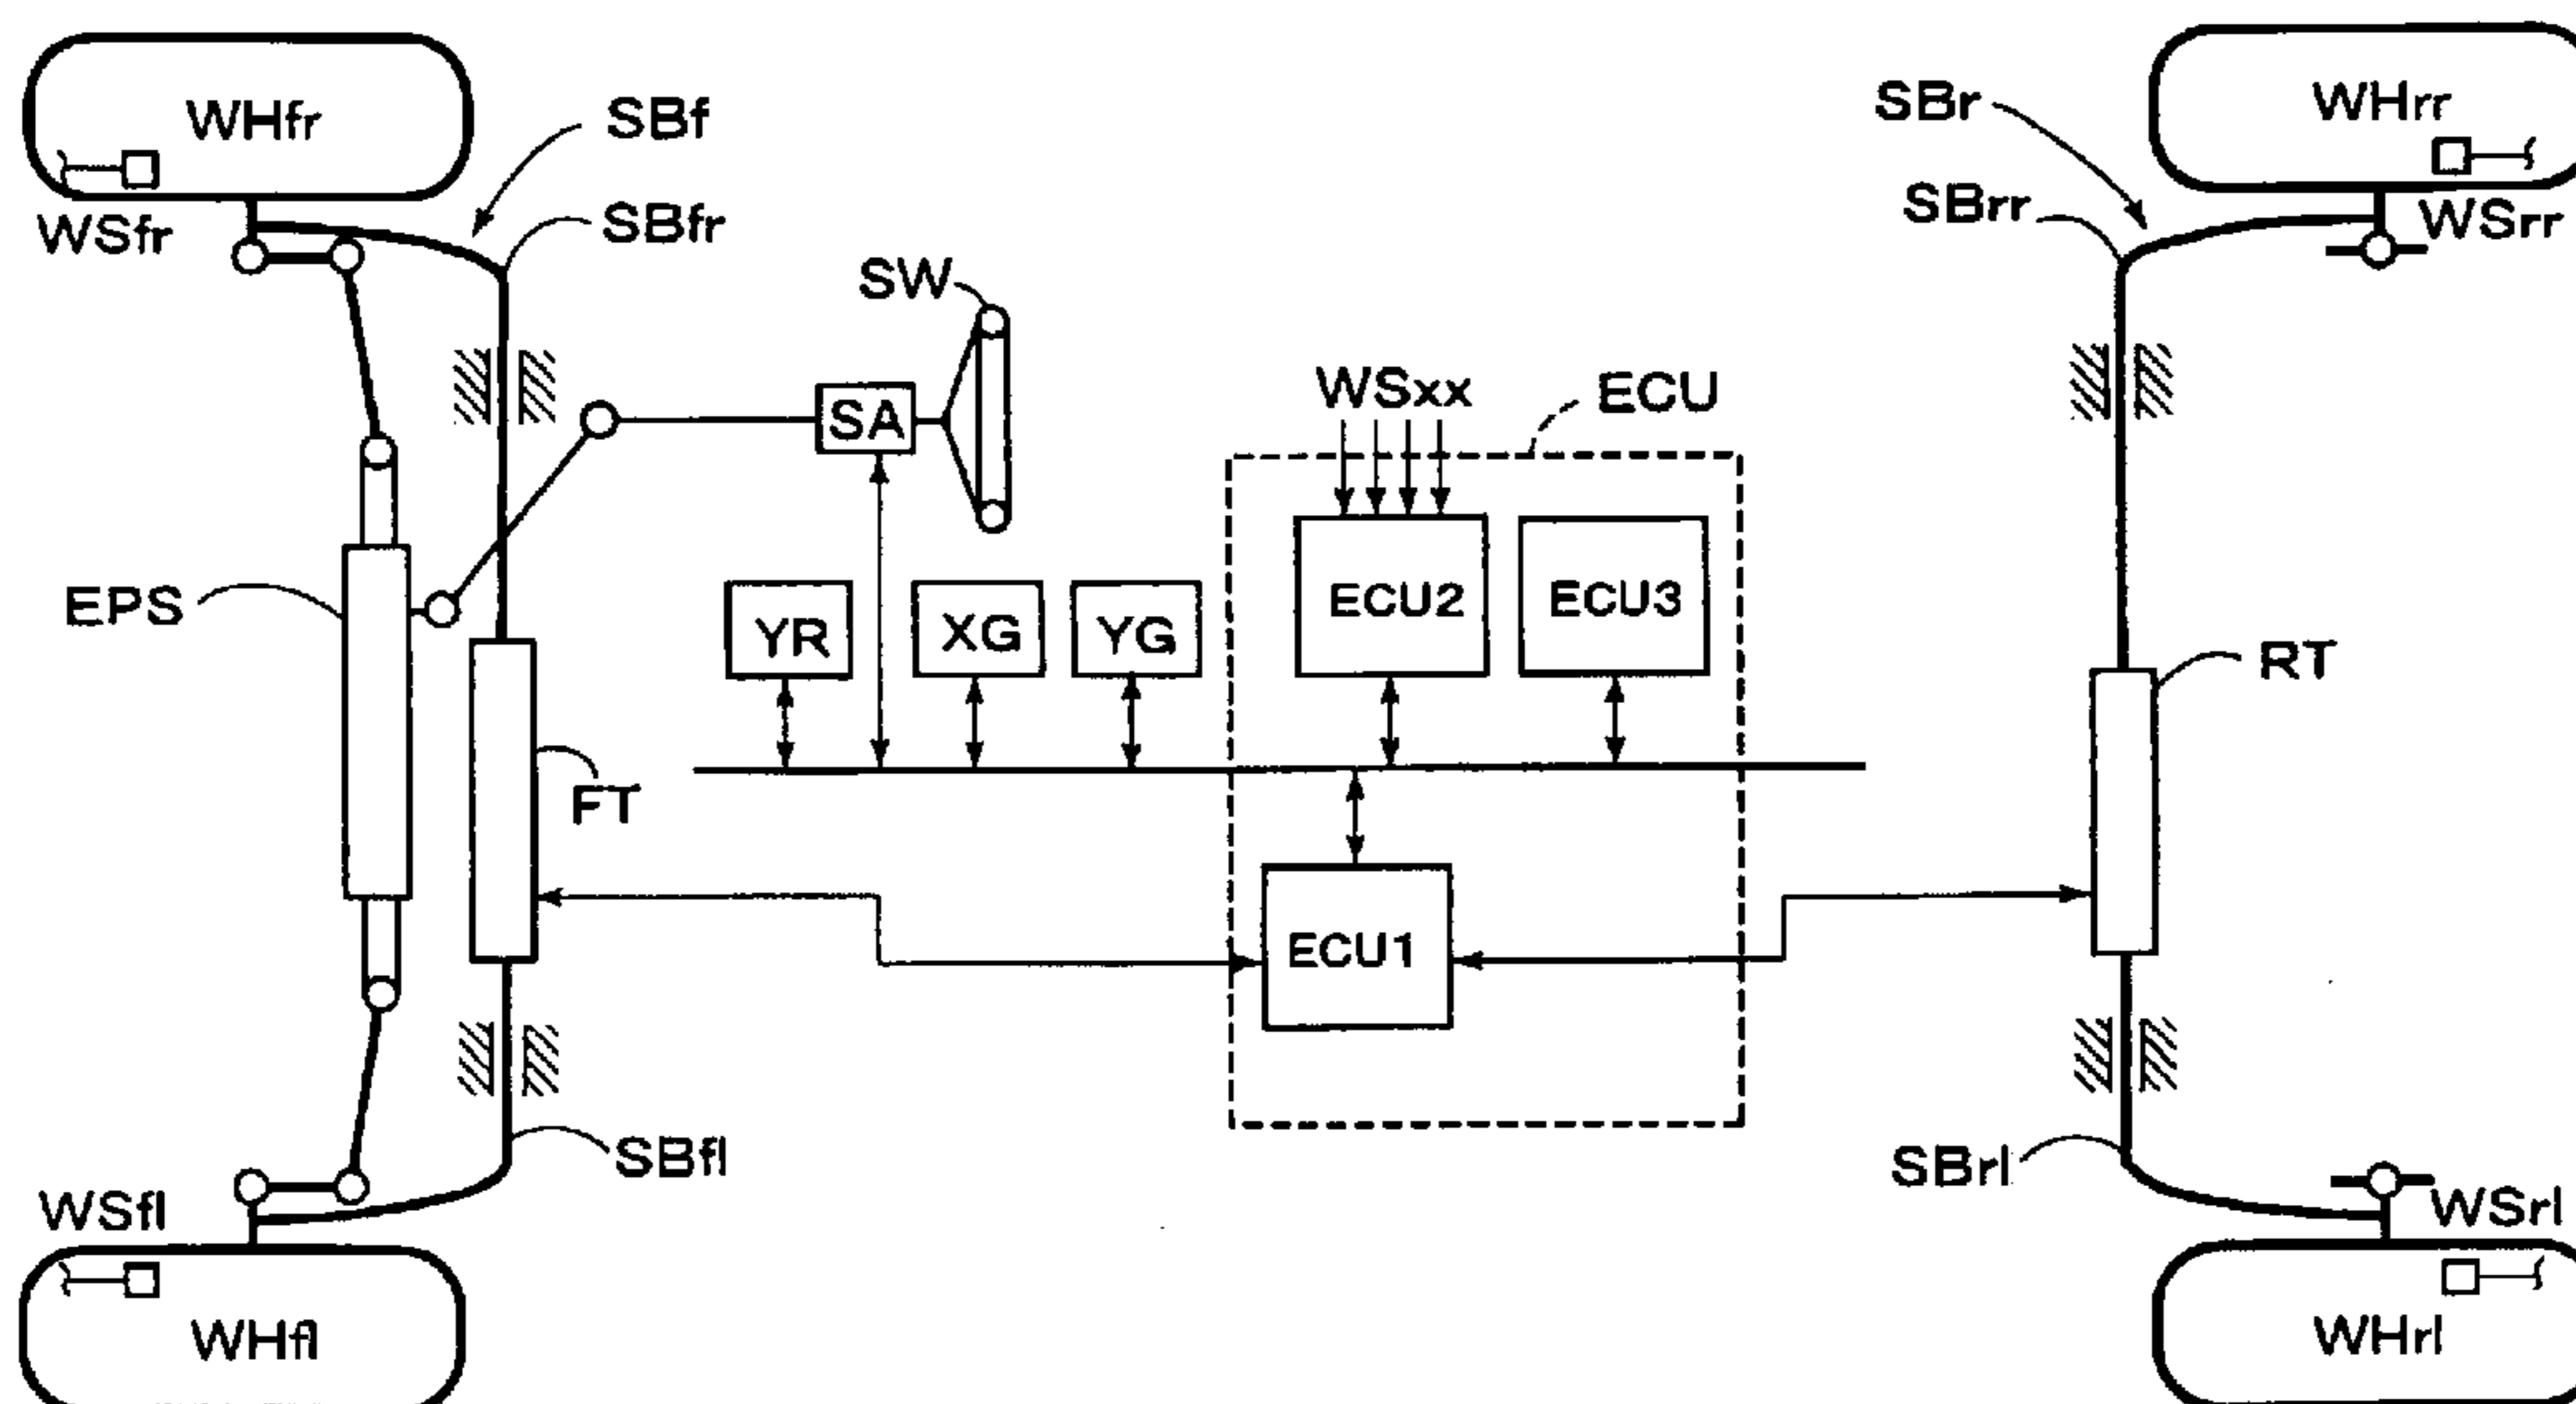 WHfr
SBf
SBr
WHrr
WSfr
SBfr
SBrr
WSrr
SW
SA
WSxx
ECU
EPS
YR
XG
YG
ECU2
ECU3
RT
FT
ECU1
SBfl
SBrl
WSfl
WSrl
WHfl
WHrl